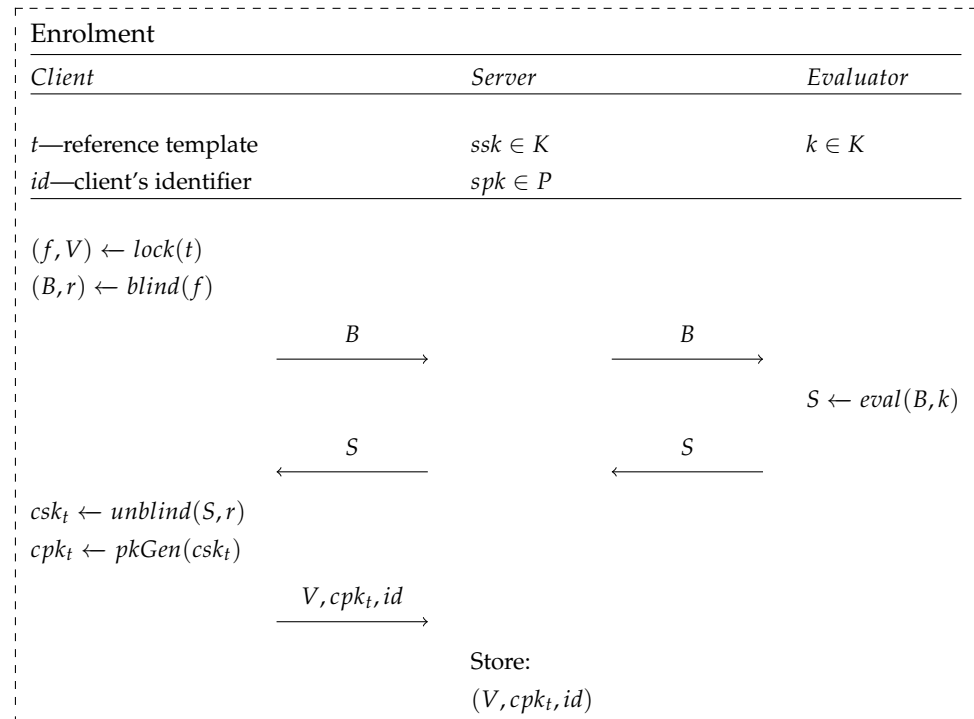 Enrolment
Client Server Evaluator
t—reference template ssk ∈ K k ∈ K
id—client's identifier spk ∈ P
(f, V) ← lock(t)
(B, r) ← blind(f)
B B
S ← eval(B, k)
S S
csk_t ← unblind(S, r)
cpk_t ← pkGen(csk_t)
V, cpk_t, id
Store:
(V, cpk_t, id)